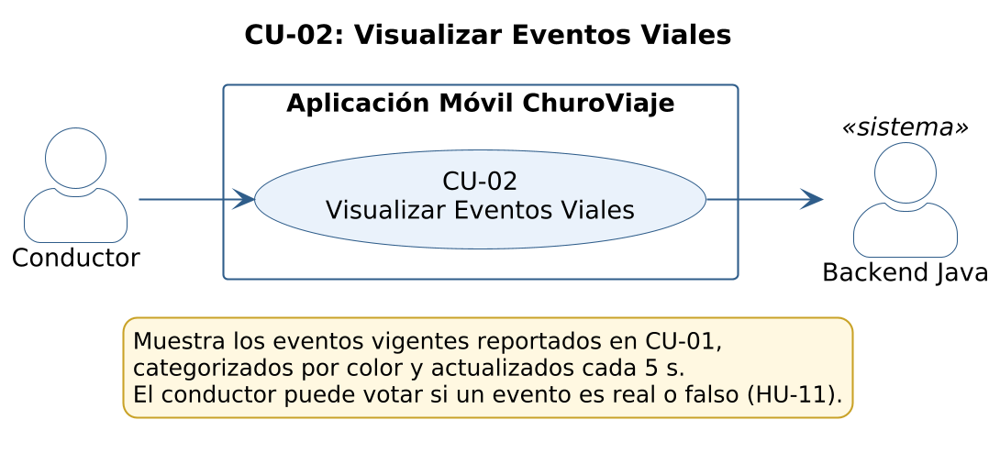 CU-02: Visualizar Eventos Viales
Aplicación Móvil ChuroViaje
«sistema»
CU-02
Visualizar Eventos Viales
Conductor
Backend Java
Muestra los eventos vigentes reportados en CU-01,
categorizados por color y actualizados cada 5 s.
El conductor puede votar si un evento es real o falso (HU-11).